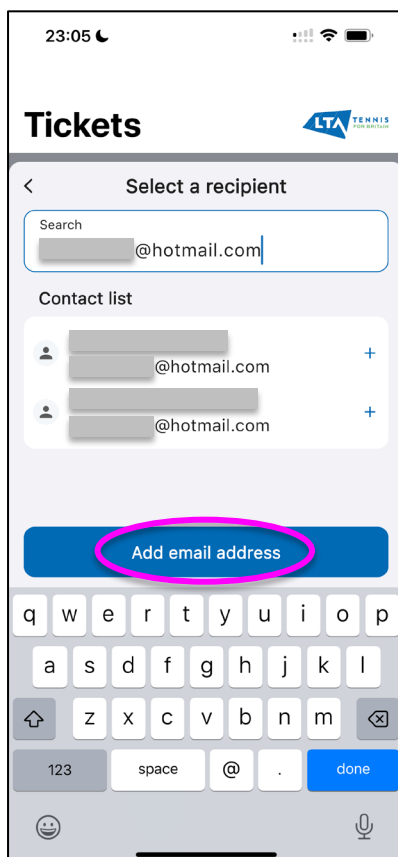 23:05
Tickets
LTA TENNIS
FOR BRITAIN
Select a recipient
Search
@hotmail.com
Contact list
@hotmail.com
+
@hotmail.com
+
Add email address
q w e r t y u i o p
a s d f g h j k l
z x c v b n m
123 space @ . done